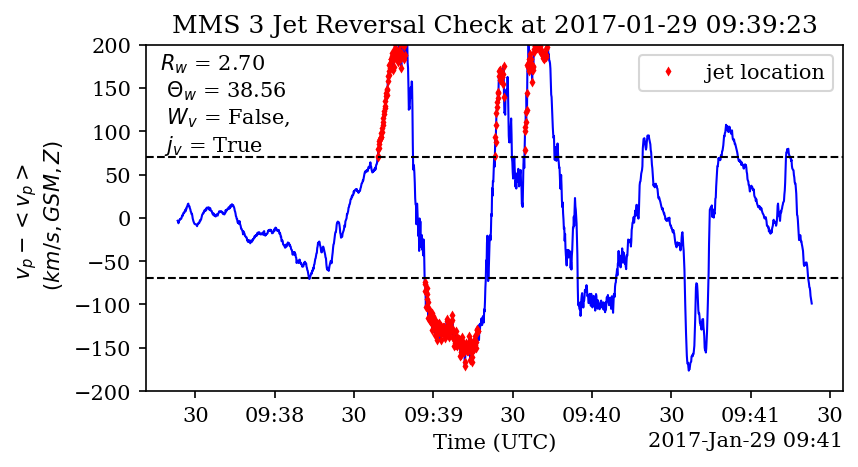 MMS 3 Jet Reversal Check at 2017-01-29 09:39:23
R_w = 2.70
Θ_w = 38.56
W_v = False,
j_v = True
jet location
v_p − < v_p >
(km/s, GSM, Z)
200
150
100
50
0
−50
−100
−150
−200
30 09:38 30 09:39 30 09:40 30 09:41 30
Time (UTC)
2017-Jan-29 09:41